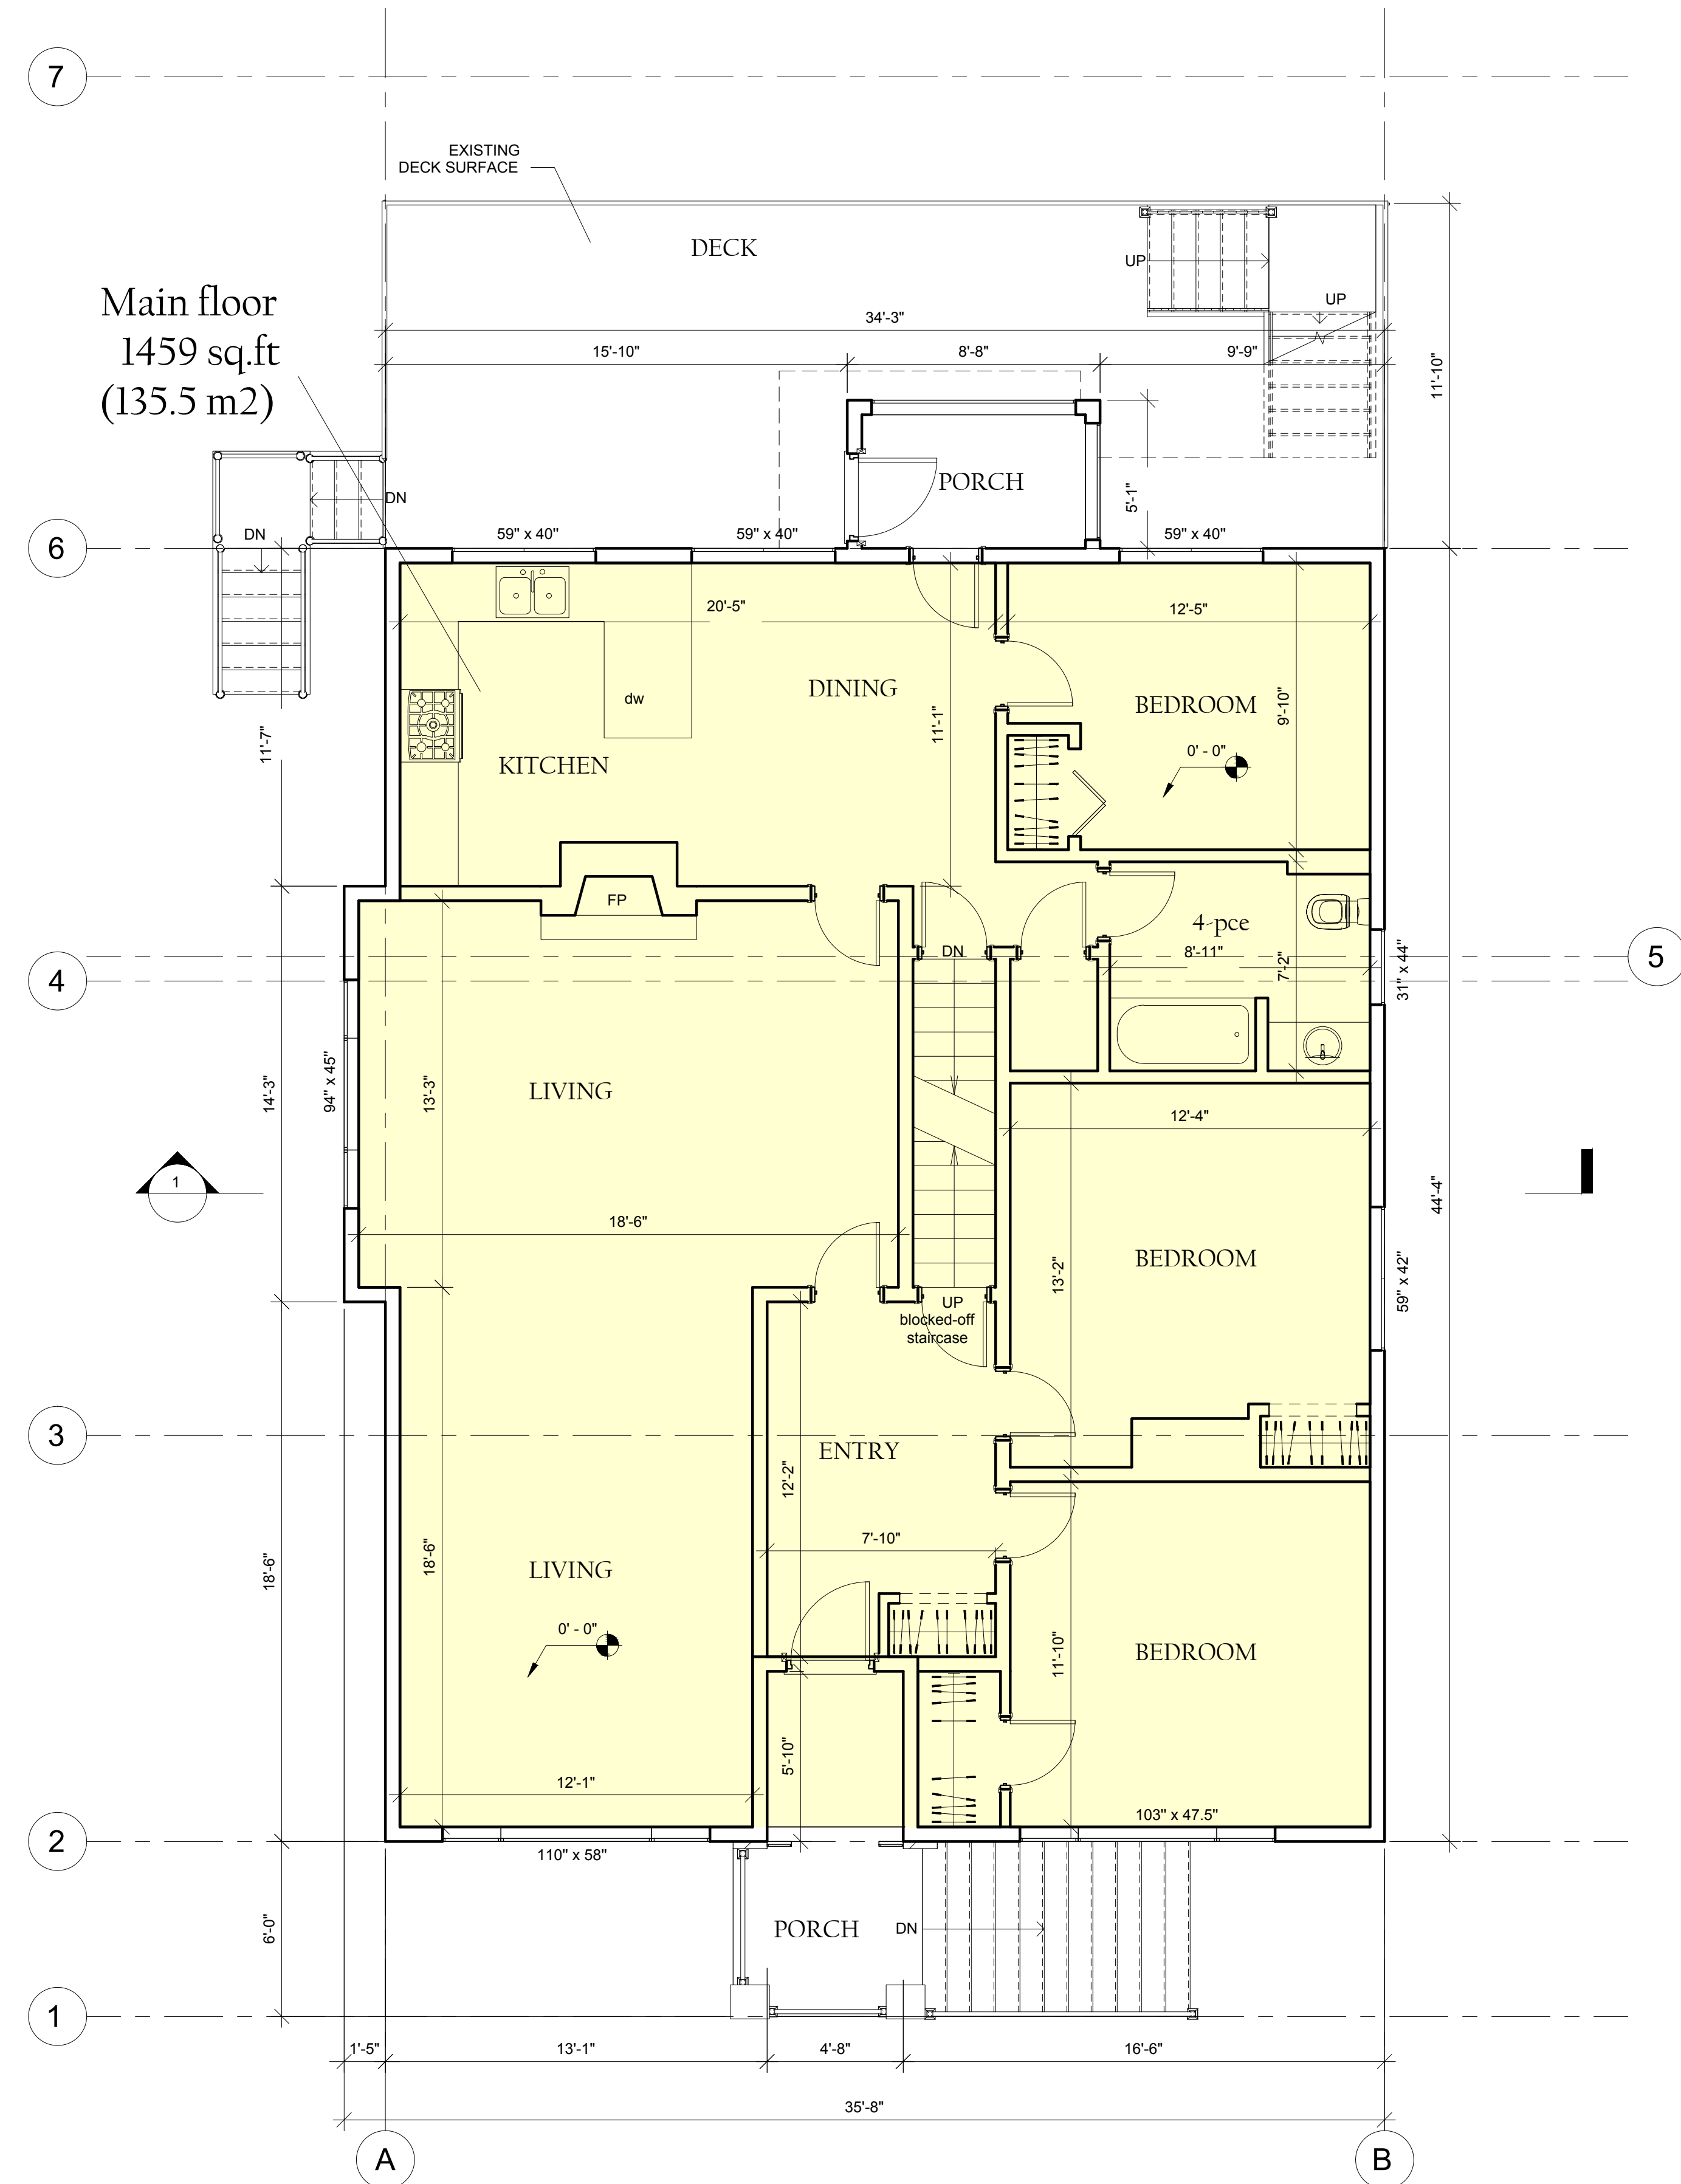 7
EXISTING
DECK SURFACE
DECK
UP
UP
Main floor
1459 sq.ft
(135.5 m2)
34'-3"
15'-10"
8'-8"
9'-9"
11'-10"
PORCH
5'-1"
DN
DN
6
59" x 40"
59" x 40"
59" x 40"
20'-5"
12'-5"
DINING
dw
BEDROOM
9'-10"
11'-1"
11'-7"
KITCHEN
0' - 0"
FP
4-pce
8'-11"
7'-2"
DN
31" x 44"
5
4
LIVING
14'-3"
94" x 45"
13'-3"
12'-4"
1
44'-4"
18'-6"
BEDROOM
13'-2"
59" x 42"
UP
blocked-off
staircase
3
ENTRY
12'-2"
7'-10"
18'-6"
18'-6"
LIVING
0' - 0"
BEDROOM
11'-10"
5'-10"
12'-1"
103" x 47.5"
2
110" x 58"
6'-0"
PORCH
DN
1
1'-5"
13'-1"
4'-8"
16'-6"
35'-8"
A
B